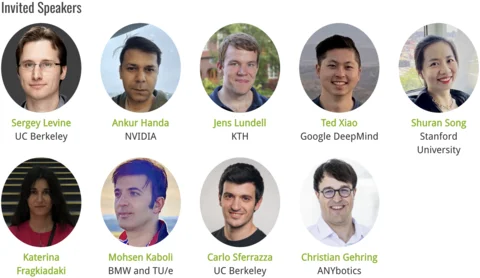 Invited Speakers
Sergey Levine
UC Berkeley
Ankur Handa
NVIDIA
Jens Lundell
KTH
Ted Xiao
Google DeepMind
Shuran Song
Stanford
University
Katerina
Fragkiadaki
Mohsen Kaboli
BMW and TU/e
Carlo Sferrazza
UC Berkeley
Christian Gehring
ANYbotics